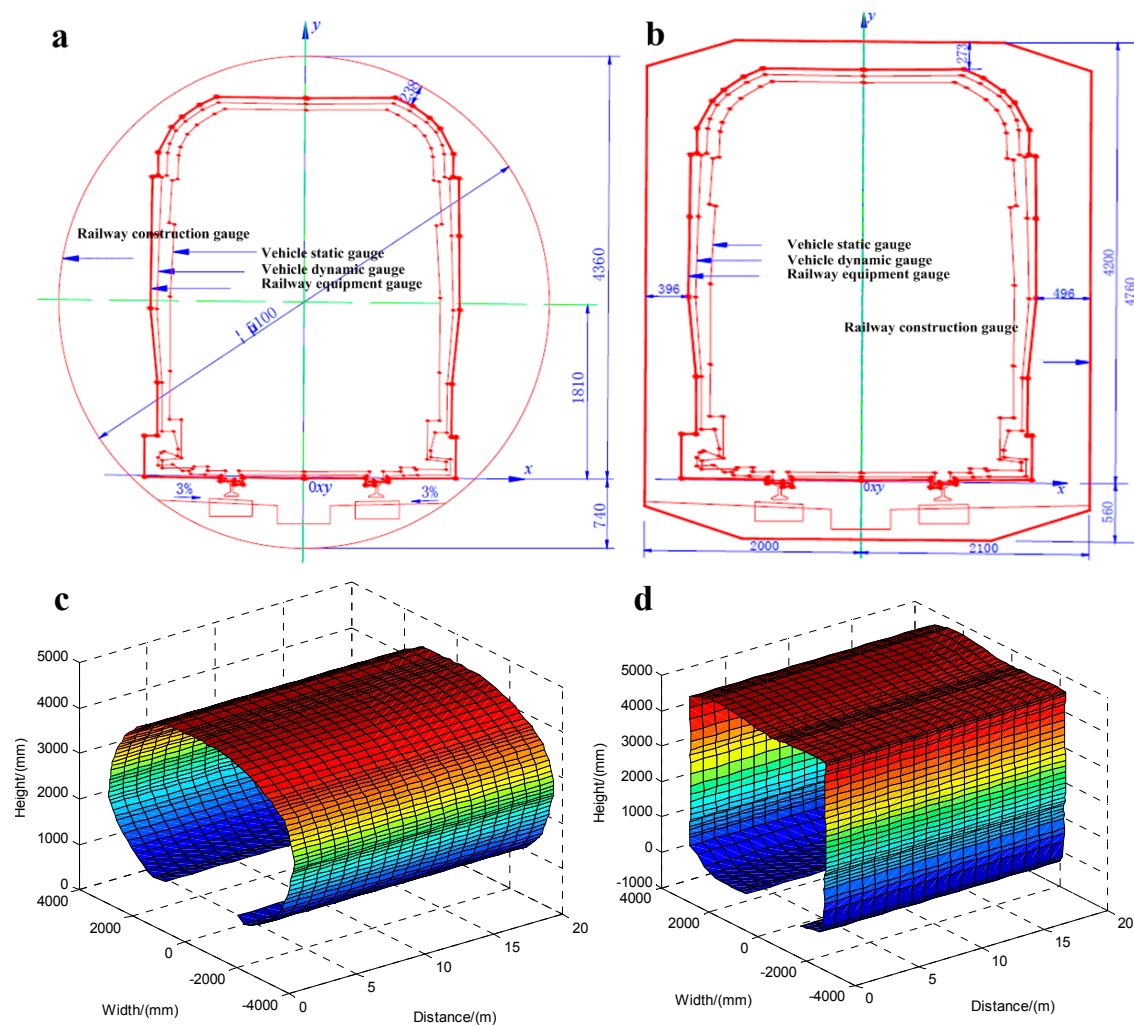 a
y
238
Railway construction gauge
Vehicle static gauge
Vehicle dynamic gauge
Railway equipment gauge
5100
4360
1810
740
3%
0xy
3%
x
b
y
273
Vehicle static gauge
Vehicle dynamic gauge
Railway equipment gauge
396
496
Railway construction gauge
4200
4760
0xy
x
560
2000
2100
c
5000
4000
3000
2000
1000
0
Height/(mm)
4000
2000
0
-2000
-4000
Width/(mm)
0
5
10
15
20
Distance/(m)
d
5000
4000
3000
2000
1000
0
-1000
Height/(mm)
4000
2000
0
-2000
-4000
Width/(mm)
0
5
10
15
20
Distance/(m)